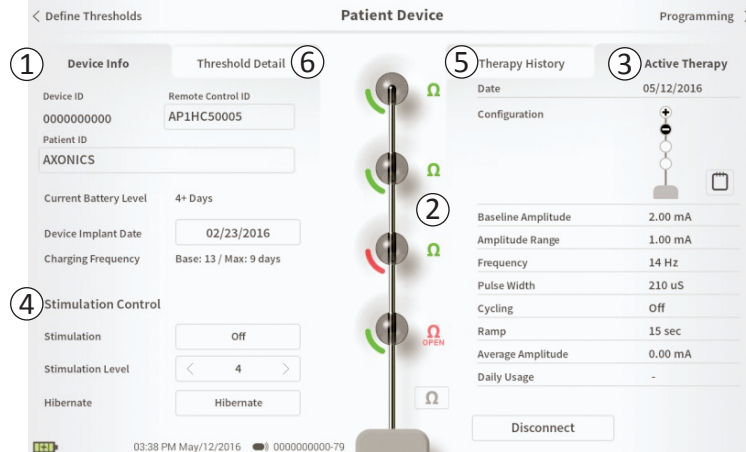 < Define Thresholds
Patient Device
Programming
1 Device Info
Threshold Detail 6
5 Therapy History
3 Active Therapy
Device ID
Remote Control ID
0000000000
AP1HC50005
Patient ID
AXONICS
Current Battery Level 4+ Days
Device Implant Date 02/23/2016
Charging Frequency Base: 13 / Max: 9 days
4 Stimulation Control
Stimulation Off
Stimulation Level < 4 >
Hibernate Hibernate
03:38 PM May/12/2016 0000000000-79
Ω
Ω
2
Ω
Ω
OPEN
Ω
Date 05/12/2016
Configuration
+
−
Baseline Amplitude 2.00 mA
Amplitude Range 1.00 mA
Frequency 14 Hz
Pulse Width 210 uS
Cycling Off
Ramp 15 sec
Average Amplitude 0.00 mA
Daily Usage -
Disconnect